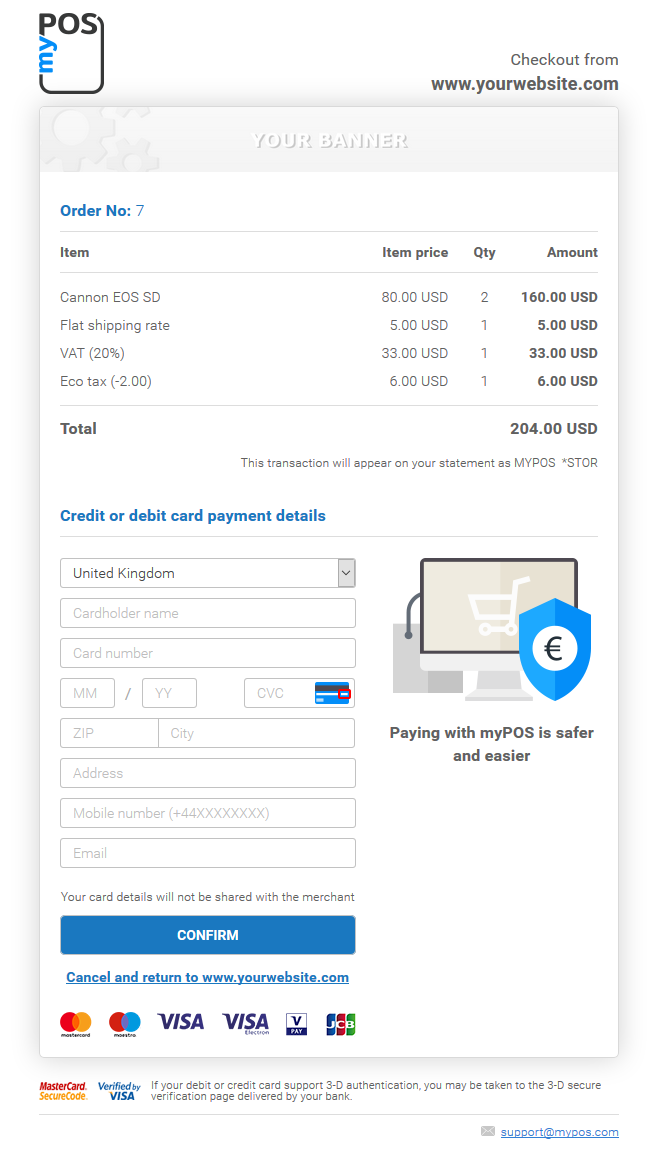 myPOS
Checkout from
www.yourwebsite.com
YOUR BANNER
Order No: 7
Item Item price Qty Amount
Cannon EOS SD 80.00 USD 2 160.00 USD
Flat shipping rate 5.00 USD 1 5.00 USD
VAT (20%) 33.00 USD 1 33.00 USD
Eco tax (-2.00) 6.00 USD 1 6.00 USD
Total 204.00 USD
This transaction will appear on your statement as MYPOS *STOR
Credit or debit card payment details
United Kingdom
Cardholder name
Card number
MM / YY CVC
ZIP City
Address
Mobile number (+44XXXXXXXX)
Email
€
Paying with myPOS is safer
and easier
Your card details will not be shared with the merchant
CONFIRM
Cancel and return to www.yourwebsite.com
mastercard maestro VISA VISA Electron V PAY JCB
MasterCard. SecureCode. Verified by VISA
If your debit or credit card support 3-D authentication, you may be taken to the 3-D secure
verification page delivered by your bank.
support@mypos.com